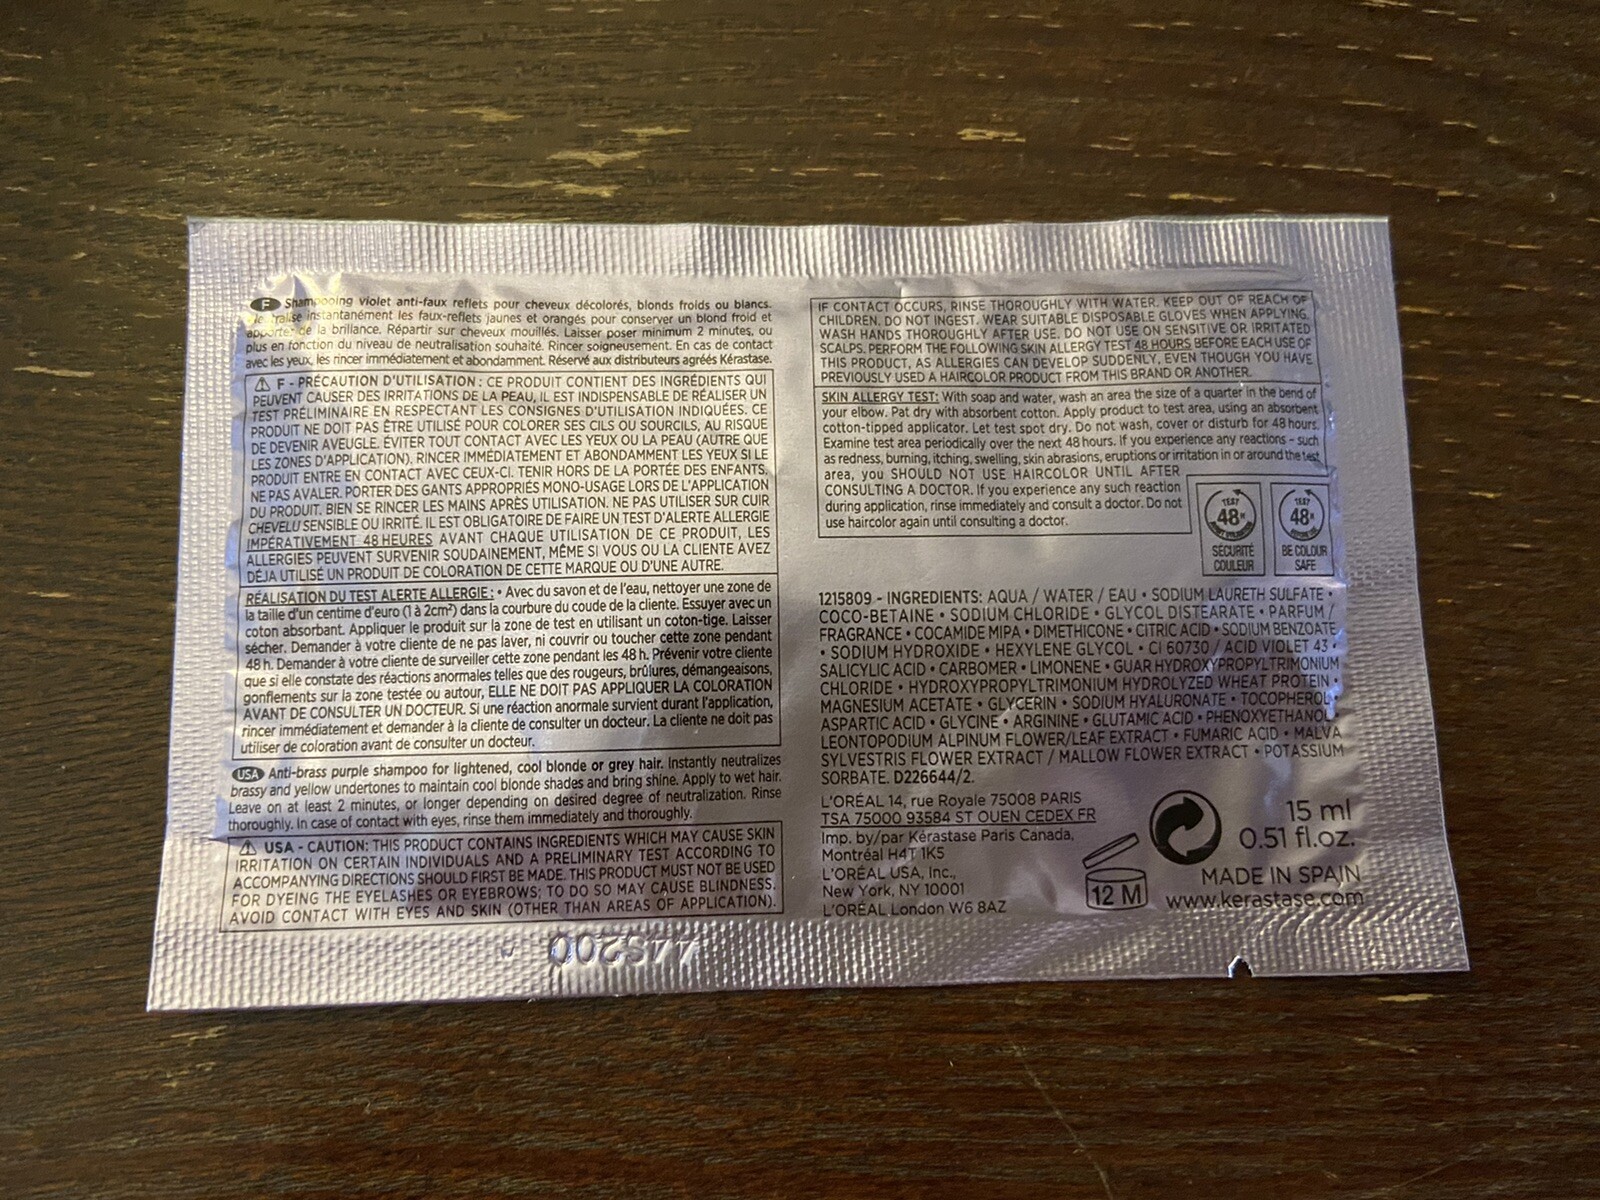 F Shampooing violet anti-faux reflets pour cheveux décolorés, blonds froids ou blancs.
instantanément les faux-reflets jaunes et orangés pour conserver un blond froid et
de la brillance. Répartir sur cheveux mouillés. Laisser poser minimum 2 minutes, ou
plus en fonction du niveau de neutralisation souhaité. Rincer soigneusement. En cas de contact
avec les yeux, les rincer immédiatement et abondamment. Réservé aux distributeurs agréés Kérastase.
F - PRÉCAUTION D'UTILISATION : CE PRODUIT CONTIENT DES INGRÉDIENTS QUI
PEUVENT CAUSER DES IRRITATIONS DE LA PEAU, IL EST INDISPENSABLE DE RÉALISER UN
TEST PRÉLIMINAIRE EN RESPECTANT LES CONSIGNES D'UTILISATION INDIQUÉES. CE
PRODUIT NE DOIT PAS ÊTRE UTILISÉ POUR COLORER SES CILS OU SOURCILS, AU RISQUE
DE DEVENIR AVEUGLE. ÉVITER TOUT CONTACT AVEC LES YEUX OU LA PEAU (AUTRE QUE
LES ZONES D'APPLICATION). RINCER IMMÉDIATEMENT ET ABONDAMMENT LES YEUX SI LE
PRODUIT ENTRE EN CONTACT AVEC CEUX-CI. TENIR HORS DE LA PORTÉE DES ENFANTS.
NE PAS AVALER. PORTER DES GANTS APPROPRIÉS MONO-USAGE LORS DE L'APPLICATION
DU PRODUIT. BIEN SE RINCER LES MAINS APRÈS UTILISATION. NE PAS UTILISER SUR CUIR
CHEVELU SENSIBLE OU IRRITÉ. IL EST OBLIGATOIRE DE FAIRE UN TEST D'ALERTE ALLERGIE
IMPÉRATIVEMENT 48 HEURES AVANT CHAQUE UTILISATION DE CE PRODUIT, LES
ALLERGIES PEUVENT SURVENIR SOUDAINEMENT, MÊME SI VOUS OU LA CLIENTE AVEZ
DÉJA UTILISÉ UN PRODUIT DE COLORATION DE CETTE MARQUE OU D'UNE AUTRE.
RÉALISATION DU TEST ALERTE ALLERGIE : • Avec du savon et de l'eau, nettoyer une zone de
la taille d'un centime d'euro (1 à 2cm²) dans la courbure du coude de la cliente. Essuyer avec un
coton absorbant. Appliquer le produit sur la zone de test en utilisant un coton-tige. Laisser
sécher. Demander à votre cliente de ne pas laver, ni couvrir ou toucher cette zone pendant
48 h. Demander à votre cliente de surveiller cette zone pendant les 48 h. Prévenir votre cliente
que si elle constate des réactions anormales telles que des rougeurs, brûlures, démangeaisons,
gonflements sur la zone testée ou autour, ELLE NE DOIT PAS APPLIQUER LA COLORATION
AVANT DE CONSULTER UN DOCTEUR. Si une réaction anormale survient durant l'application,
rincer immédiatement et demander à la cliente de consulter un docteur. La cliente ne doit pas
utiliser de coloration avant de consulter un docteur.
USA Anti-brass purple shampoo for lightened, cool blonde or grey hair. Instantly neutralizes
brassy and yellow undertones to maintain cool blonde shades and bring shine. Apply to wet hair.
Leave on at least 2 minutes, or longer depending on desired degree of neutralization. Rinse
thoroughly. In case of contact with eyes, rinse them immediately and thoroughly.
USA - CAUTION: THIS PRODUCT CONTAINS INGREDIENTS WHICH MAY CAUSE SKIN
IRRITATION ON CERTAIN INDIVIDUALS AND A PRELIMINARY TEST ACCORDING TO
ACCOMPANYING DIRECTIONS SHOULD FIRST BE MADE. THIS PRODUCT MUST NOT BE USED
FOR DYEING THE EYELASHES OR EYEBROWS; TO DO SO MAY CAUSE BLINDNESS.
AVOID CONTACT WITH EYES AND SKIN (OTHER THAN AREAS OF APPLICATION).
IF CONTACT OCCURS, RINSE THOROUGHLY WITH WATER. KEEP OUT OF REACH OF
CHILDREN. DO NOT INGEST. WEAR SUITABLE DISPOSABLE GLOVES WHEN APPLYING.
WASH HANDS THOROUGHLY AFTER USE. DO NOT USE ON SENSITIVE OR IRRITATED
SCALPS. PERFORM THE FOLLOWING SKIN ALLERGY TEST 48 HOURS BEFORE EACH USE OF
THIS PRODUCT, AS ALLERGIES CAN DEVELOP SUDDENLY, EVEN THOUGH YOU HAVE
PREVIOUSLY USED A HAIRCOLOR PRODUCT FROM THIS BRAND OR ANOTHER.
SKIN ALLERGY TEST: With soap and water, wash an area the size of a quarter in the bend of
your elbow. Pat dry with absorbent cotton. Apply product to test area, using an absorbent
cotton-tipped applicator. Let test spot dry. Do not wash, cover or disturb for 48 hours.
Examine test area periodically over the next 48 hours. If you experience any reactions – such
as redness, burning, itching, swelling, skin abrasions, eruptions or irritation in or around the test
area, you SHOULD NOT USE HAIRCOLOR UNTIL AFTER
CONSULTING A DOCTOR. If you experience any such reaction
during application, rinse immediately and consult a doctor. Do not
use haircolor again until consulting a doctor.
TEST
48H
SÉCURITÉ
COULEUR
TEST
48H
BE COLOUR
SAFE
1215809 - INGREDIENTS: AQUA / WATER / EAU • SODIUM LAURETH SULFATE •
COCO-BETAINE • SODIUM CHLORIDE • GLYCOL DISTEARATE • PARFUM /
FRAGRANCE • COCAMIDE MIPA • DIMETHICONE • CITRIC ACID • SODIUM BENZOATE
• SODIUM HYDROXIDE • HEXYLENE GLYCOL • CI 60730 / ACID VIOLET 43 •
SALICYLIC ACID • CARBOMER • LIMONENE • GUAR HYDROXYPROPYLTRIMONIUM
CHLORIDE • HYDROXYPROPYLTRIMONIUM HYDROLYZED WHEAT PROTEIN •
MAGNESIUM ACETATE • GLYCERIN • SODIUM HYALURONATE • TOCOPHEROL •
ASPARTIC ACID • GLYCINE • ARGININE • GLUTAMIC ACID • PHENOXYETHANOL
LEONTOPODIUM ALPINUM FLOWER/LEAF EXTRACT • FUMARIC ACID • MALVA
SYLVESTRIS FLOWER EXTRACT / MALLOW FLOWER EXTRACT • POTASSIUM
SORBATE. D226644/2.
L'ORÉAL 14, rue Royale 75008 PARIS
TSA 75000 93584 ST OUEN CEDEX FR
Imp. by/par Kérastase Paris Canada,
Montréal H4T 1K5
L'ORÉAL USA, Inc.,
New York, NY 10001
L'ORÉAL London W6 8AZ
12 M
15 ml
0.51 fl.oz.
MADE IN SPAIN
www.kerastase.com